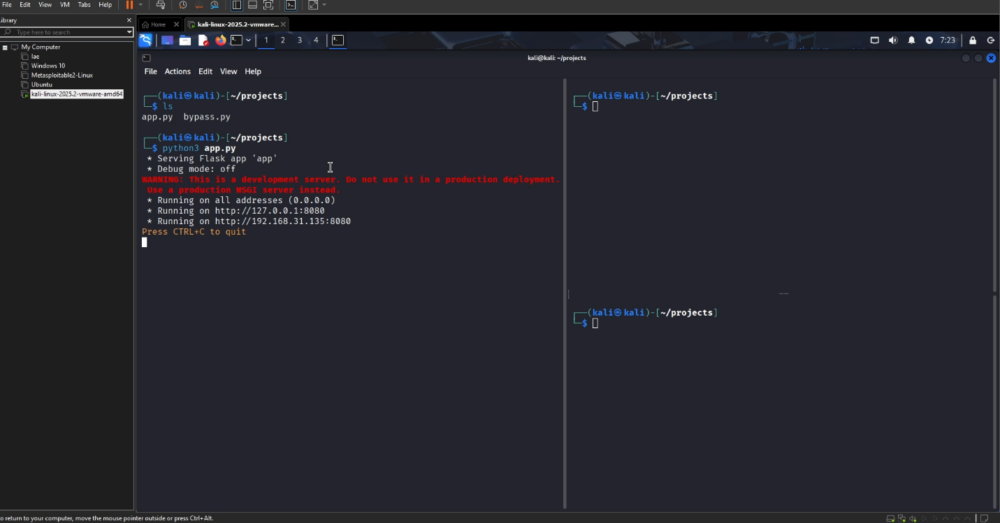 File Edit View VM Tabs Help
ibrary
Type here to search
My Computer
Iae
Windows 10
Metasploitable2-Linux
Ubuntu
kali-linux-2025.2-vmware-amd64
Home
kali-linux-2025.2-vmware...
1 2 3 4
7:23
kali@kali: ~/projects
File Actions Edit View Help
┌──(kali㉿kali)-[~/projects]
└─$ ls
app.py bypass.py
┌──(kali㉿kali)-[~/projects]
└─$ python3 app.py
* Serving Flask app 'app'
* Debug mode: off
WARNING: This is a development server. Do not use it in a production deployment.
Use a production WSGI server instead.
* Running on all addresses (0.0.0.0)
* Running on http://127.0.0.1:8080
* Running on http://192.168.31.135:8080
Press CTRL+C to quit
┌──(kali㉿kali)-[~/projects]
└─$
┌──(kali㉿kali)-[~/projects]
└─$
o return to your computer, move the mouse pointer outside or press Ctrl+Alt.